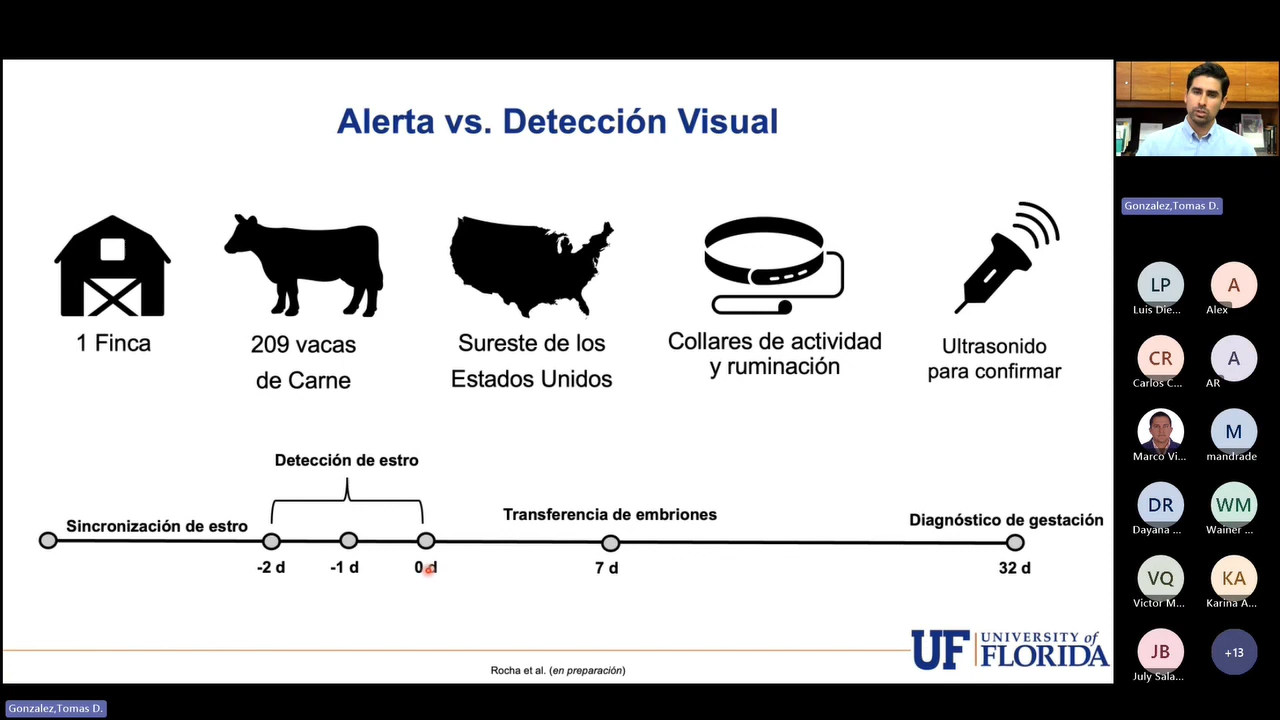 Alerta vs. Detección Visual
1 Finca
209 vacas
de Carne
Sureste de los
Estados Unidos
Collares de actividad
y ruminación
Ultrasonido
para confirmar
Detección de estro
Sincronización de estro
Transferencia de embriones
Diagnóstico de gestación
-2 d
-1 d
0 d
7 d
32 d
UF UNIVERSITY of
FLORIDA
Rocha et al. (en preparación)
Gonzalez,Tomas D.
Gonzalez,Tomas D.
LP
Luis Die...
A
Alex
CR
Carlos C...
A
AR
Marco Vi...
M
mandrade
DR
Dayana ...
WM
Wainer ...
VQ
Victor M...
KA
Karina A...
JB
July Sala...
+13